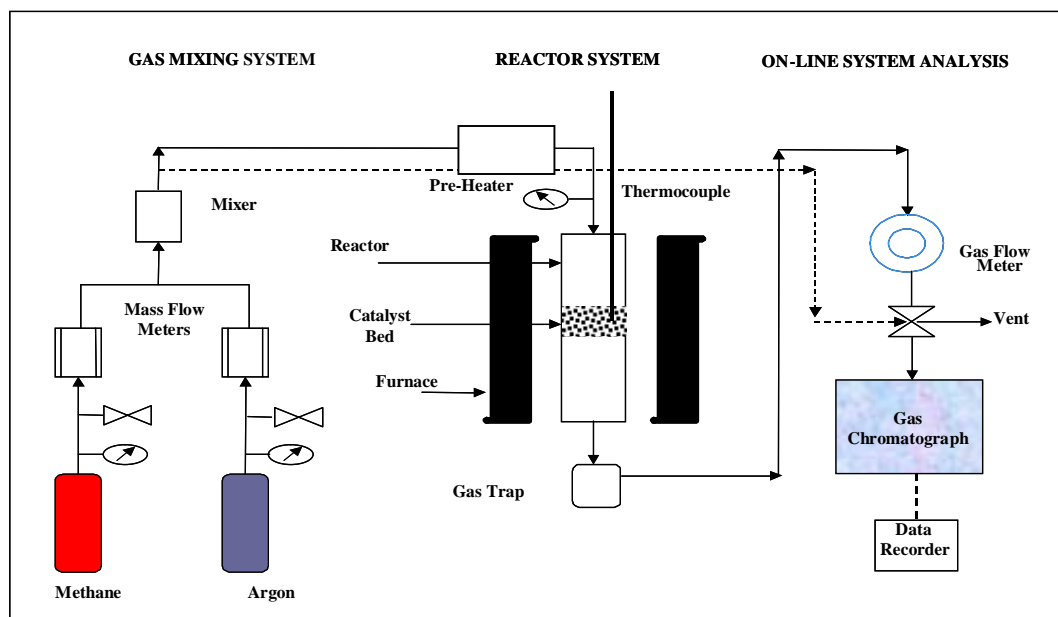 GAS MIXING SYSTEM
REACTOR SYSTEM
ON-LINE SYSTEM ANALYSIS
Pre-Heater
Thermocouple
Mixer
Gas Flow
Meter
Reactor
Mass Flow
Meters
Catalyst
Bed
Vent
Furnace
Gas
Chromatograph
Gas Trap
Data
Recorder
Methane
Argon